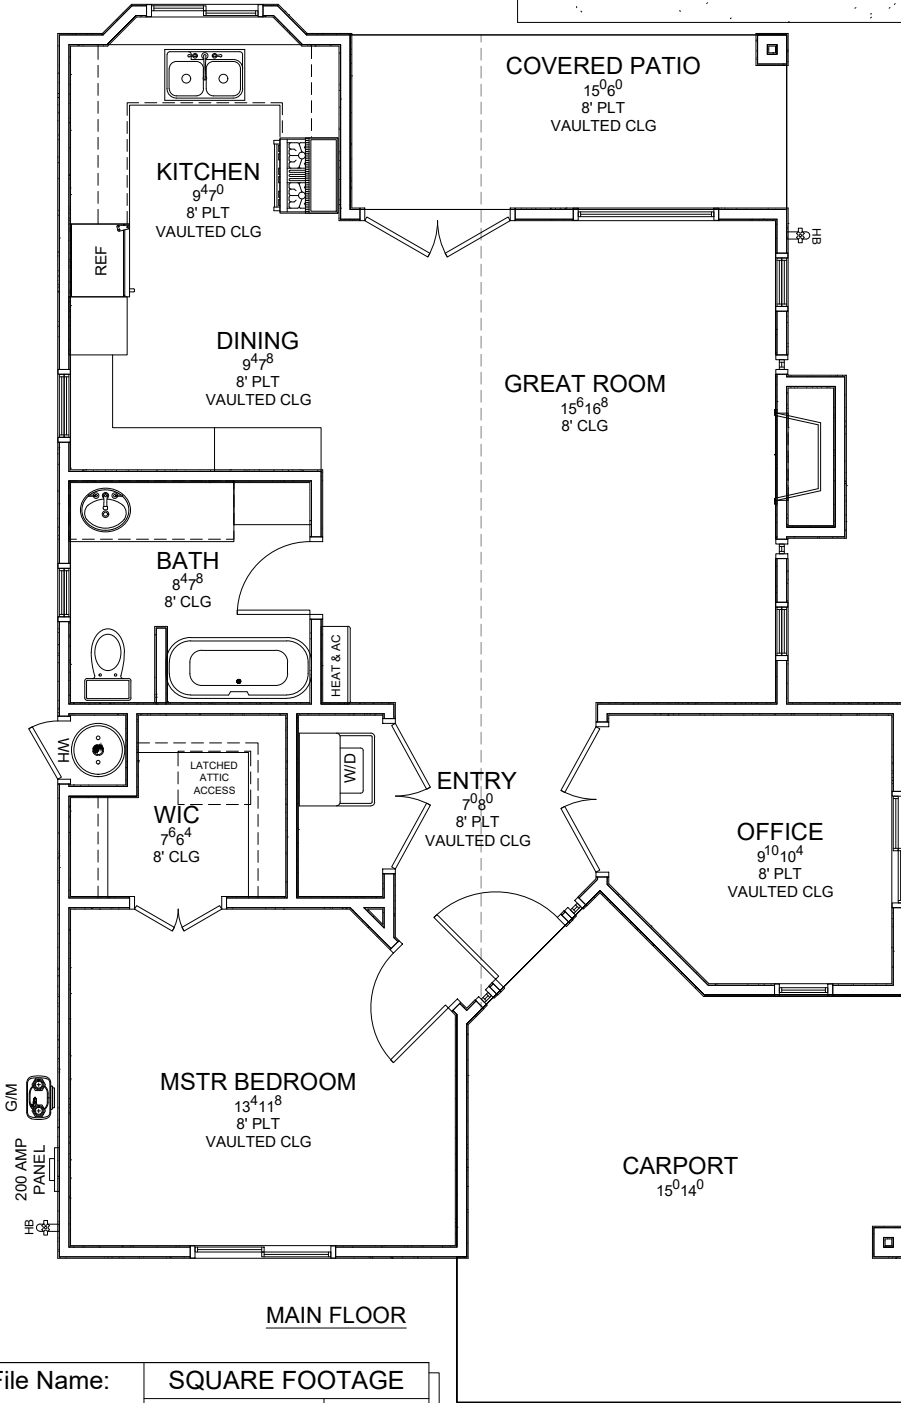 COVERED PATIO
15⁰6⁰
8' PLT
VAULTED CLG
KITCHEN
9⁴7⁰
8' PLT
VAULTED CLG
HB
REF
DINING
9⁴7⁸
8' PLT
VAULTED CLG
GREAT ROOM
15⁶16⁸
8' CLG
BATH
8⁴7⁸
8' CLG
HEAT & AC
WH
LATCHED
ATTIC
ACCESS
W/D
WIC
7⁶6⁴
8' CLG
ENTRY
7⁰8⁰
8' PLT
VAULTED CLG
OFFICE
9¹⁰10⁴
8' PLT
VAULTED CLG
MSTR BEDROOM
13⁴11⁸
8' PLT
VAULTED CLG
G/M
200 AMP
PANEL
HB
CARPORT
15⁰14⁰
MAIN FLOOR
File Name:
SQUARE FOOTAGE